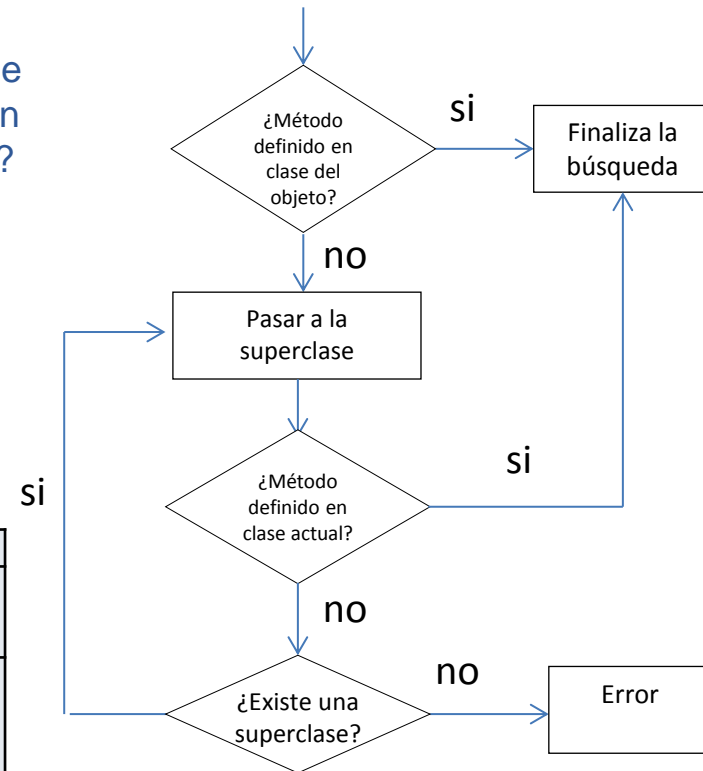 e
n
?
¿Método
definido en
clase del
objeto?
si
Finaliza la
búsqueda
no
Pasar a la
superclase
¿Método
definido en
clase actual?
si
si
no
¿Existe una
superclase?
no
Error